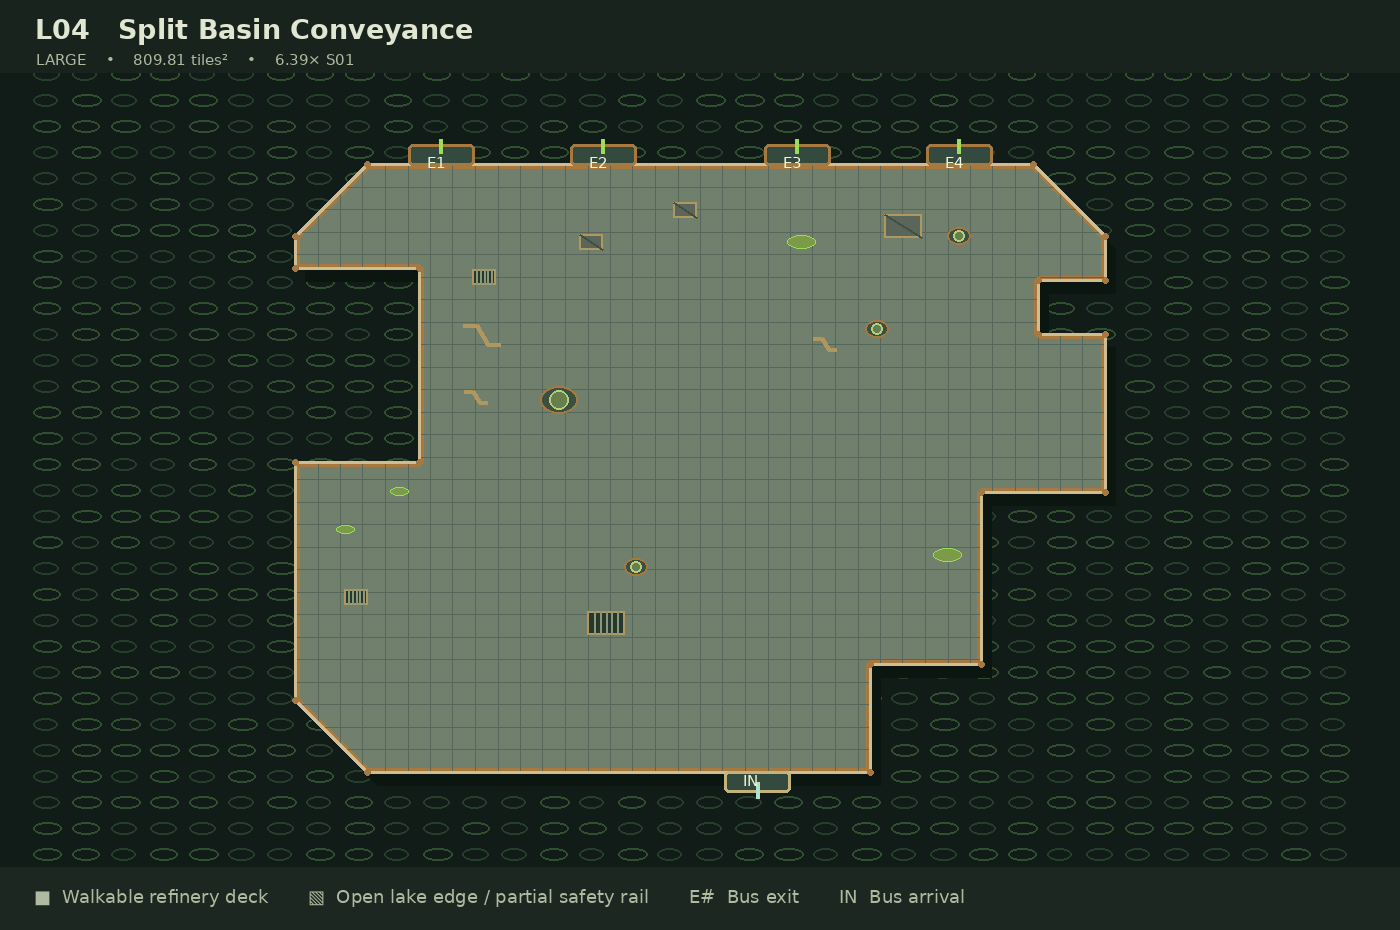 L04 Split Basin Conveyance
LARGE • 809.81 tiles² • 6.39× S01
E1 E2 E3 E4
IN
Walkable refinery deck Open lake edge / partial safety rail E# Bus exit IN Bus arrival